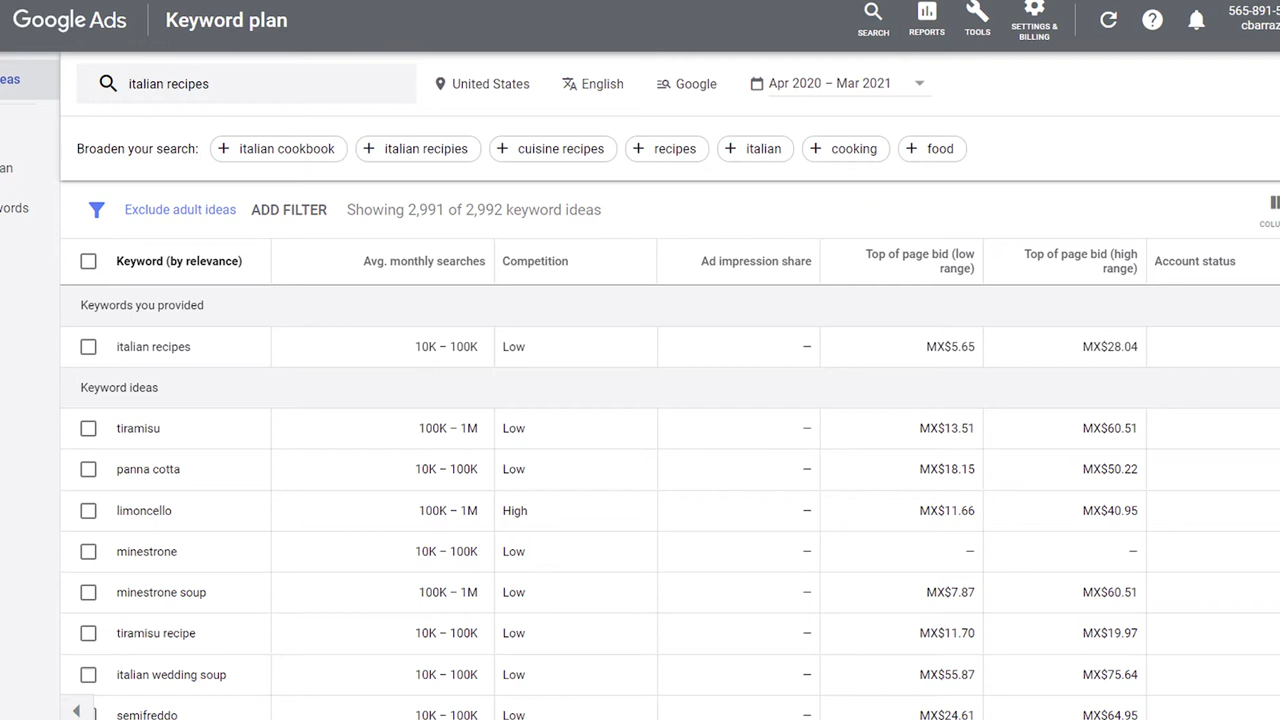 Google Ads
Keyword plan
SEARCH
REPORTS
TOOLS
SETTINGS &
BILLING
565-891-5
cbarraz
eas
an
words
italian recipes
United States
English
Google
Apr 2020 – Mar 2021
Broaden your search:
italian cookbook
italian recipies
cuisine recipes
recipes
italian
cooking
food
Exclude adult ideas
ADD FILTER
Showing 2,991 of 2,992 keyword ideas
COLU
Keyword (by relevance)
Avg. monthly searches
Competition
Ad impression share
Top of page bid (low
range)
Top of page bid (high
range)
Account status
Keywords you provided
italian recipes 10K – 100K Low – MX$5.65 MX$28.04
Keyword ideas
tiramisu 100K – 1M Low – MX$13.51 MX$60.51
panna cotta 10K – 100K Low – MX$18.15 MX$50.22
limoncello 100K – 1M High – MX$11.66 MX$40.95
minestrone 10K – 100K Low – – –
minestrone soup 100K – 1M Low – MX$7.87 MX$60.51
tiramisu recipe 10K – 100K Low – MX$11.70 MX$19.97
italian wedding soup 10K – 100K Low – MX$55.87 MX$75.64
semifreddo 10K – 100K Low – MX$24.61 MX$64.95